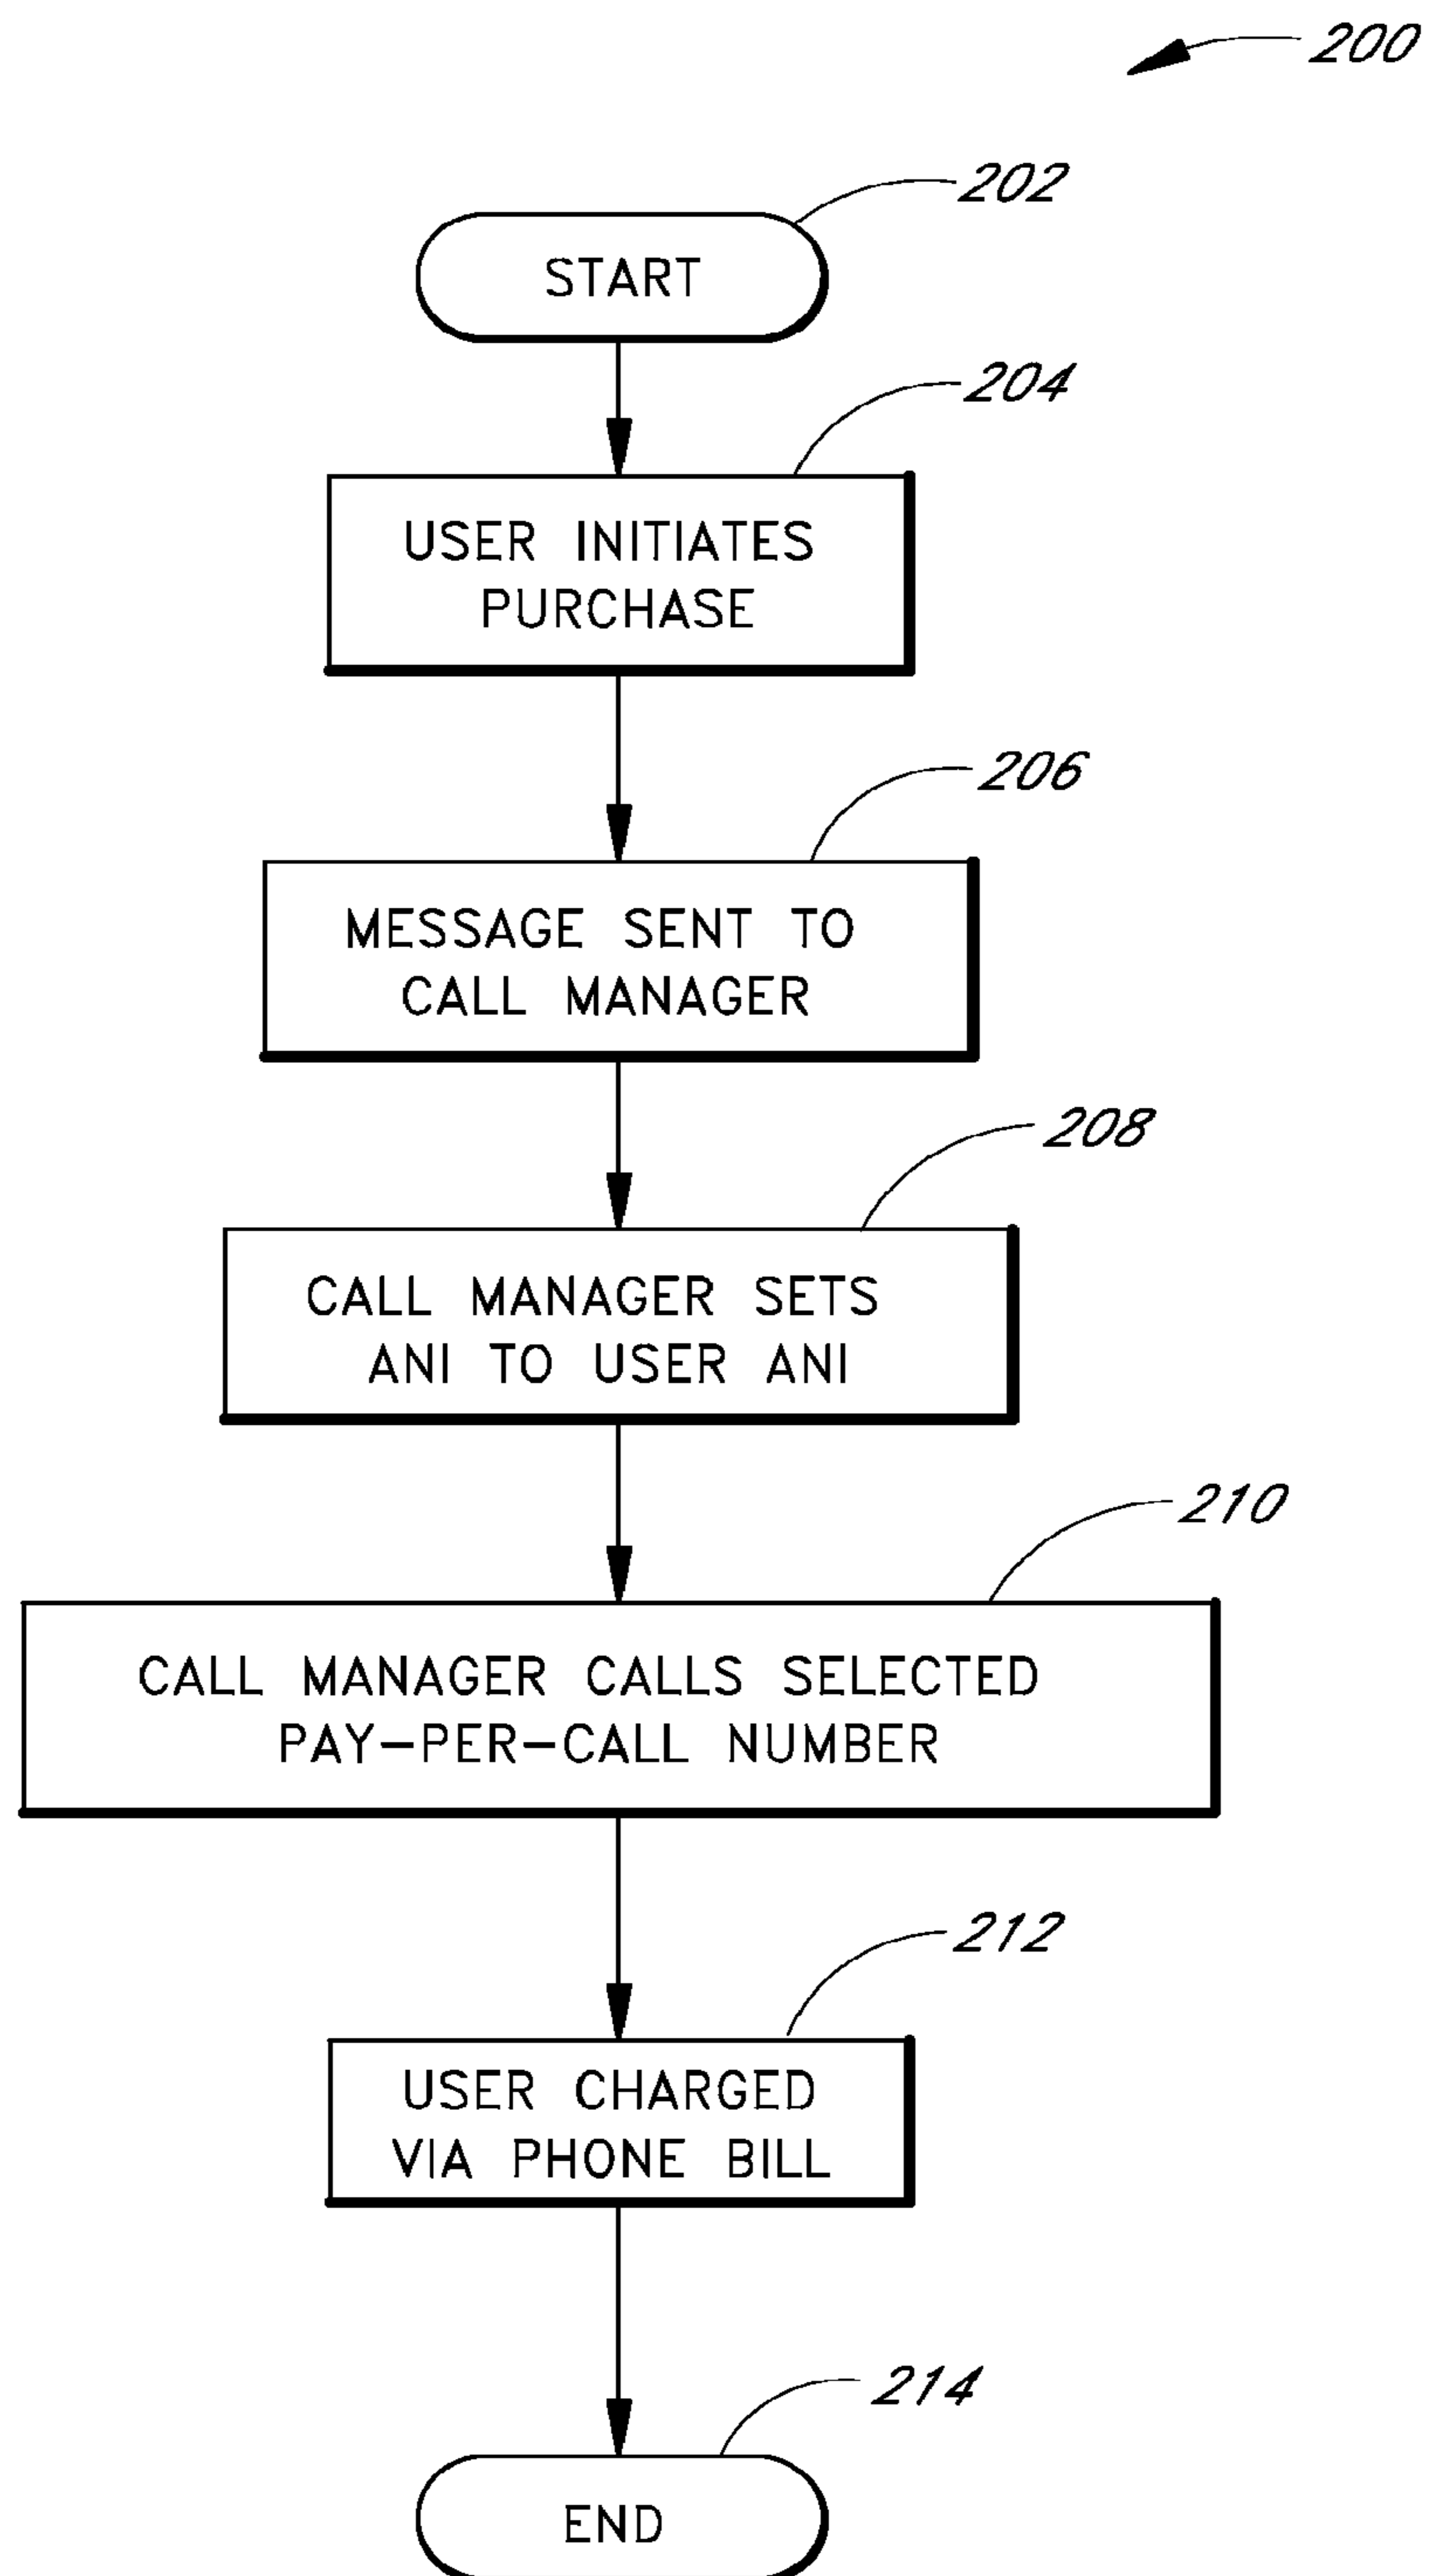 200
202
START
204
USER INITIATES
PURCHASE
206
MESSAGE SENT TO
CALL MANAGER
208
CALL MANAGER SETS
ANI TO USER ANI
210
CALL MANAGER CALLS SELECTED
PAY-PER-CALL NUMBER
212
USER CHARGED
VIA PHONE BILL
214
END